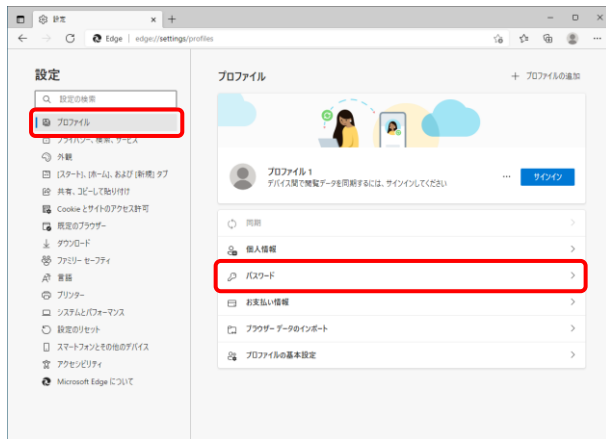 設定
Edge | edge://settings/profiles
設定
設定の検索
プロファイル
プライバシー、検索、サービス
外観
[スタート]、[ホーム]、および [新規] タブ
共有、コピーして貼り付け
Cookie とサイトのアクセス許可
既定のブラウザー
ダウンロード
ファミリー セーフティ
言語
プリンター
システムとパフォーマンス
設定のリセット
スマートフォンとその他のデバイス
アクセシビリティ
Microsoft Edge について
プロファイル
プロファイルの追加
プロファイル 1
デバイス間で閲覧データを同期するには、サインインしてください
サインイン
同期
個人情報
パスワード
お支払い情報
ブラウザー データのインポート
プロファイルの基本設定